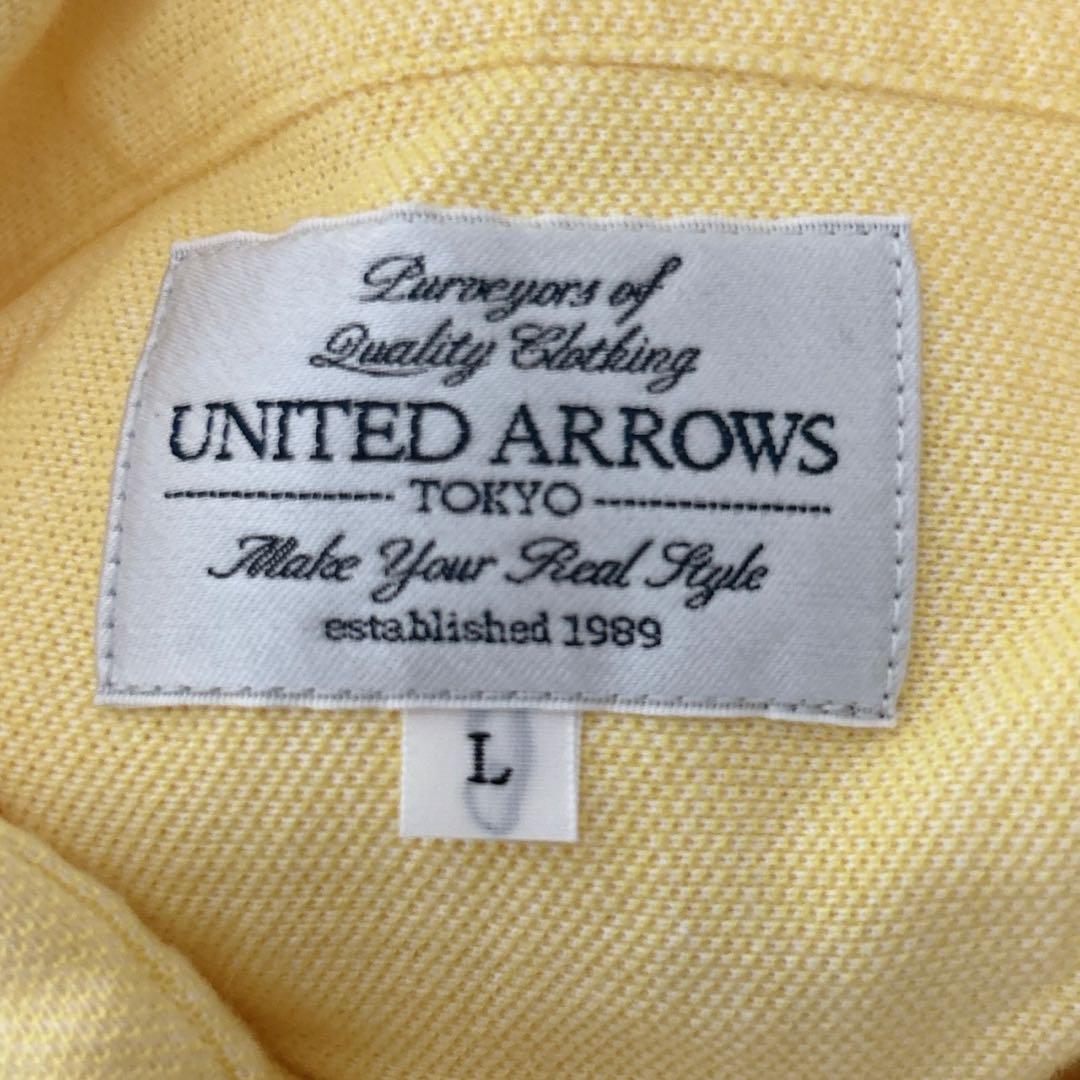 Purveyors of
Quality Clothing
UNITED ARROWS
TOKYO
Make Your Real Style
established 1989
L